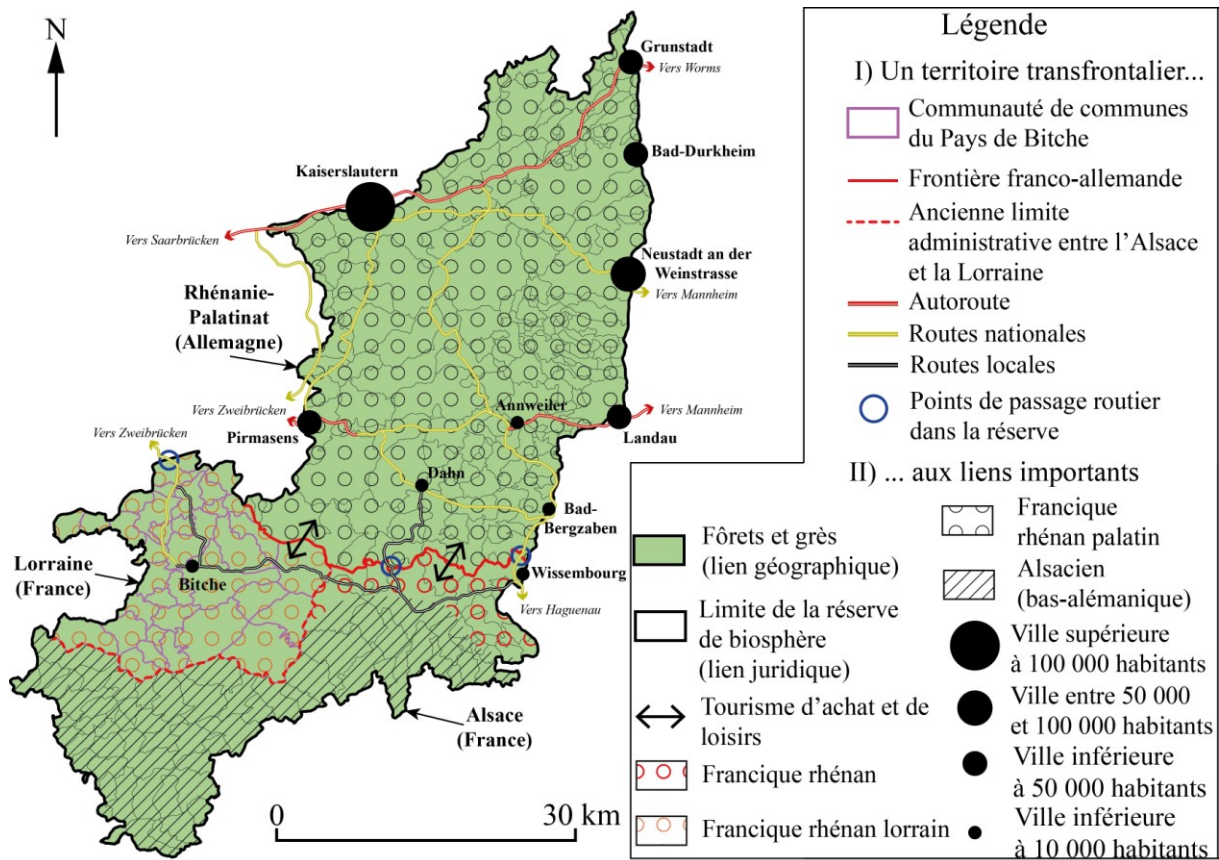 N
Grunstadt
Vers Worms
Bad-Durkheim
Kaiserslautern
Vers Saarbrücken
Neustadt an der
Weinstrasse
Vers Mannheim
Rhénanie-
Palatinat
(Allemagne)
Vers Zweibrücken
Annweiler
Vers Mannheim
Pirmasens
Landau
Vers Zweibrücken
Dahn
Bad-
Bergzaben
Lorraine
(France)
Bitche
Wissembourg
Vers Haguenau
Alsace
(France)
0
30 km
Légende
I) Un territoire transfrontalier...
Communauté de communes
du Pays de Bitche
Frontière franco-allemande
Ancienne limite
administrative entre l’Alsace
et la Lorraine
Autoroute
Routes nationales
Routes locales
Points de passage routier
dans la réserve
II) ... aux liens importants
Fôrets et grès
(lien géographique)
Limite de la réserve
de biosphère
(lien juridique)
Tourisme d’achat et de
loisirs
Francique rhénan
Francique rhénan lorrain
Francique
rhénan palatin
Alsacien
(bas-alémanique)
Ville supérieure
à 100 000 habitants
Ville entre 50 000
et 100 000 habitants
Ville inférieure
à 50 000 habitants
Ville inférieure
à 10 000 habitants